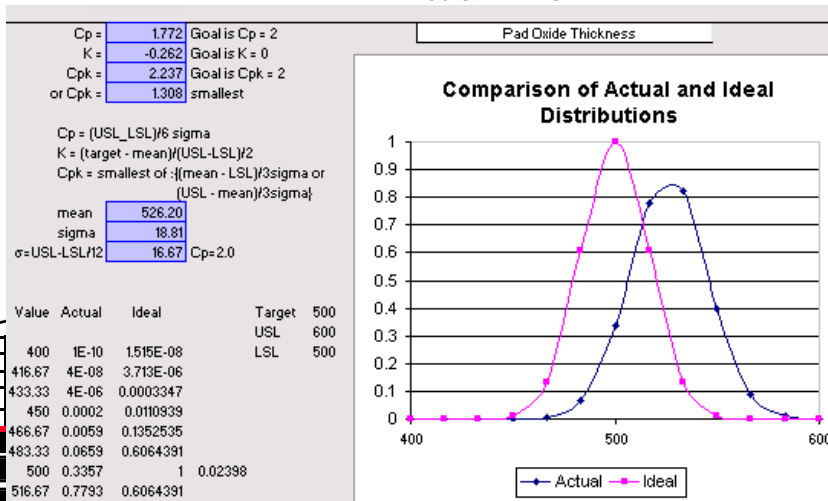 Cp = 1.772 Goal is Cp = 2
K = -0.262 Goal is K = 0
Cpk = 2.237 Goal is Cpk = 2
or Cpk = 1.308 smallest
Pad Oxide Thickness
Cp = (USL_LSL)/6 sigma
K = (target - mean)/(USL-LSL)/2
Cpk = smallest of :{(mean - LSL)/3sigma or
(USL - mean)/3sigma}
mean 526.20
sigma 18.81
σ=USL-LSL/12 16.67 Cp=2.0
Value Actual Ideal Target 500
USL 600
LSL 500
400 1E-10 1.515E-08
416.67 4E-08 3.713E-06
433.33 4E-06 0.0003347
450 0.0002 0.0110939
466.67 0.0059 0.1352535
483.33 0.0659 0.6064391
500 0.3357 1 0.02398
516.67 0.7793 0.6064391
Comparison of Actual and Ideal
Distributions
1
0.9
0.8
0.7
0.6
0.5
0.4
0.3
0.2
0.1
0
400 500 600
Actual Ideal